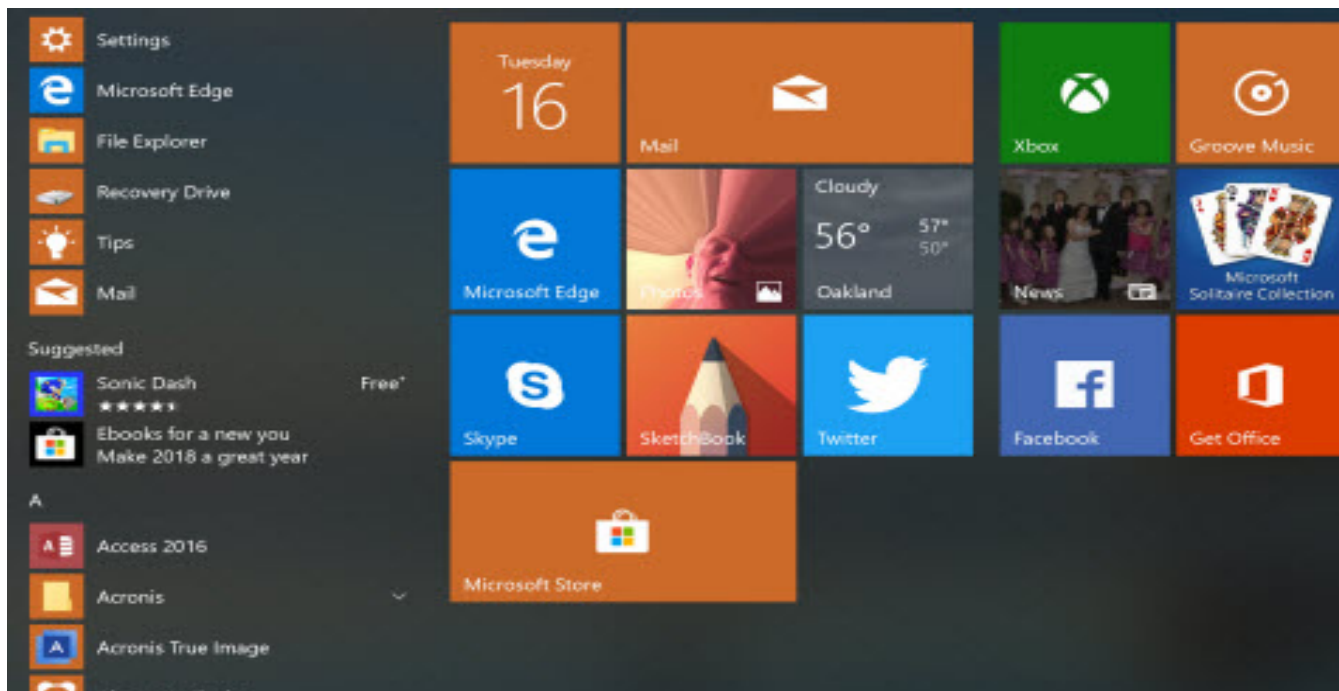 Settings
Microsoft Edge
File Explorer
Recovery Drive
Tips
Mail
Suggested
Sonic Dash Free*
Ebooks for a new you
Make 2018 a great year
A
Access 2016
Acronis
Acronis True Image
Tuesday
16
Mail
Microsoft Edge
Photos
Cloudy
56° 57°
50°
Oakland
Skype
SketchBook
Twitter
Microsoft Store
Xbox
Groove Music
News
Microsoft
Solitaire Collection
Facebook
Get Office